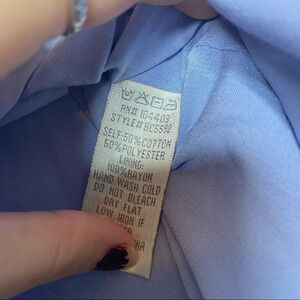 RN# 104403
STYLE# BC5592
SELF: 50% COTTON
50% POLYESTER
LINING:
100% RAYON
HAND WASH COLD
DO NOT BLEACH
DRY FLAT
LOW IRON IF